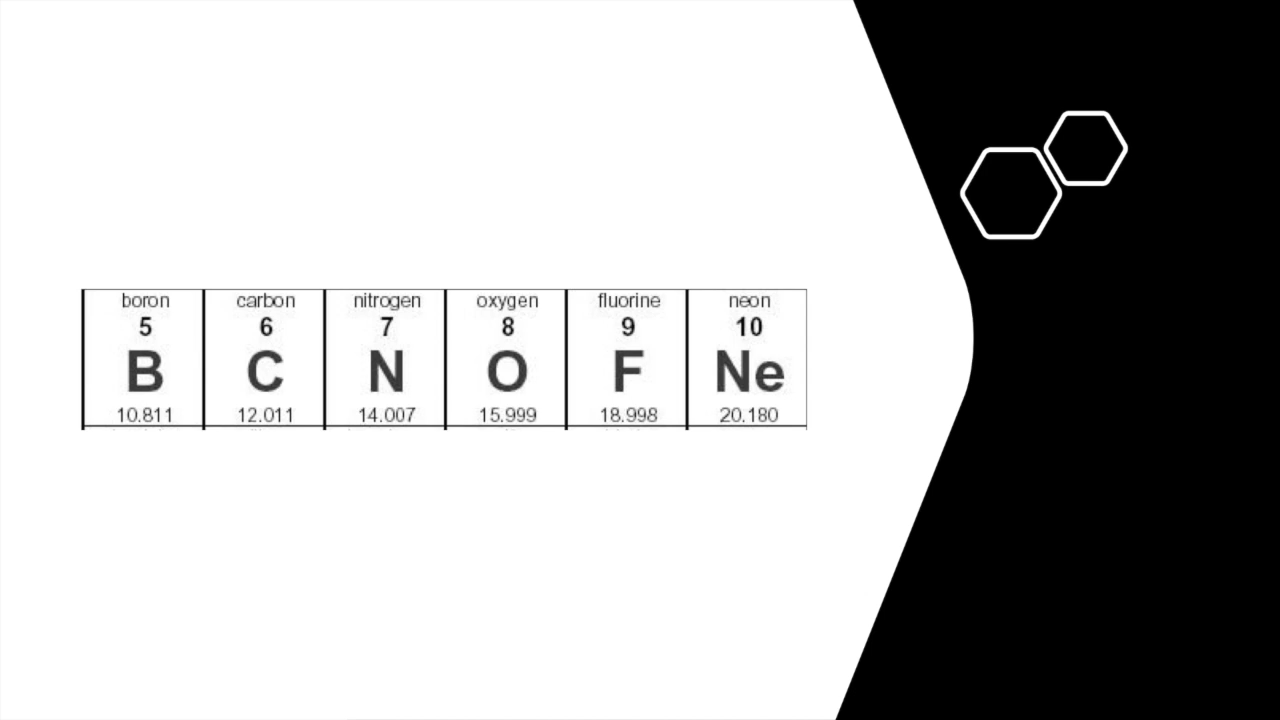 boron carbon nitrogen oxygen fluorine neon
5 6 7 8 9 10
B C N O F Ne
10.811 12.011 14.007 15.999 18.998 20.180